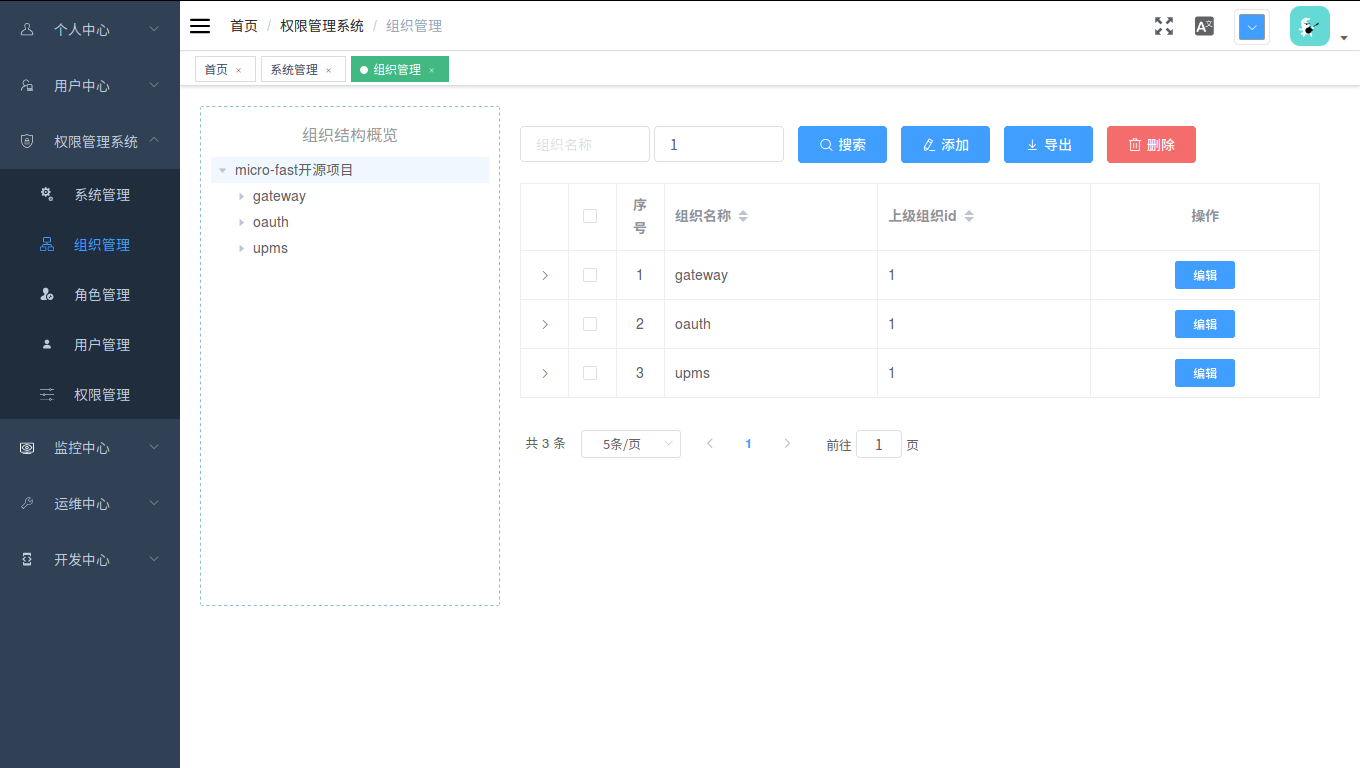 个人中心
用户中心
权限管理系统
系统管理
组织管理
角色管理
用户管理
权限管理
监控中心
运维中心
开发中心
首页 / 权限管理系统 / 组织管理
首页 × 系统管理 × 组织管理 ×
组织结构概览
micro-fast开源项目
gateway
oauth
upms
组织名称 1 搜索 添加 导出 删除
序号 组织名称 上级组织id 操作
1 gateway 1 编辑
2 oauth 1 编辑
3 upms 1 编辑
共 3 条 5条/页 1 前往 1 页